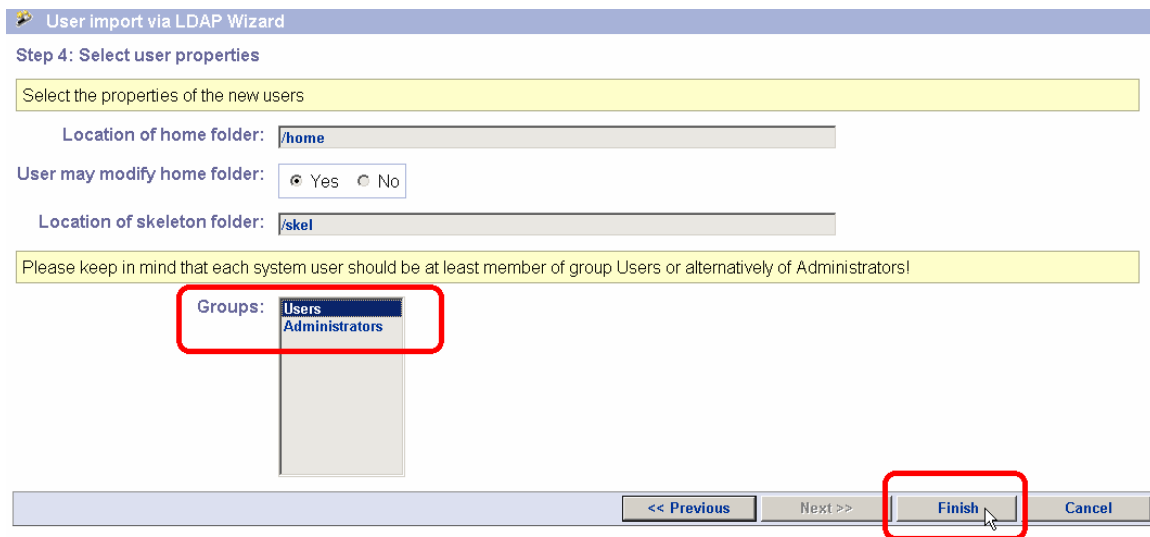 User import via LDAP Wizard
Step 4: Select user properties
Select the properties of the new users
Location of home folder: /home
User may modify home folder: Yes No
Location of skeleton folder: /skel
Please keep in mind that each system user should be at least member of group Users or alternatively of Administrators!
Groups: Users
Administrators
<< Previous Next >> Finish Cancel